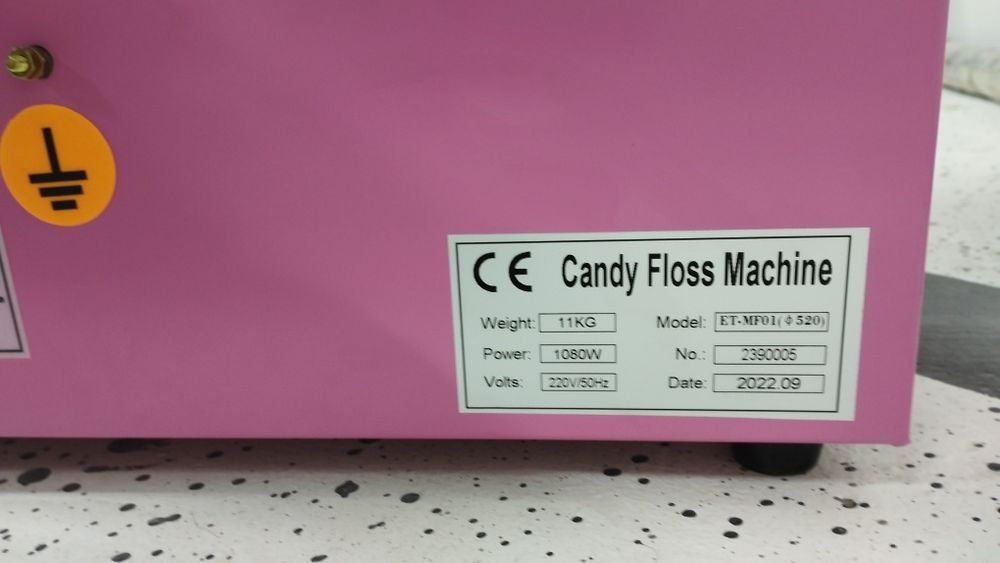 CE Candy Floss Machine
Weight: 11KG Model: ET-MF01(Φ520)
Power: 1080W No.: 2390005
Volts: 220V/50Hz Date: 2022.09